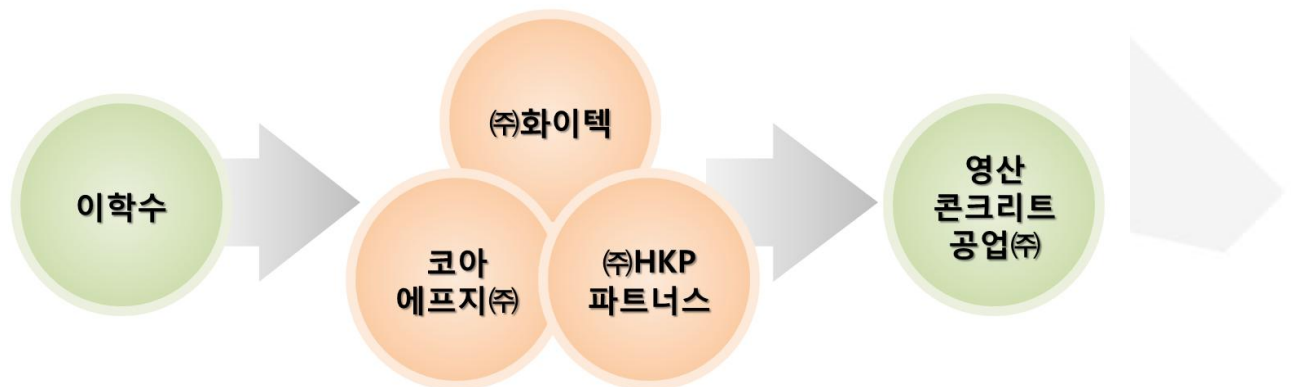 이학수
㈜화이텍
코아
에프지㈜
㈜HKP
파트너스
영산
콘크리트
공업㈜